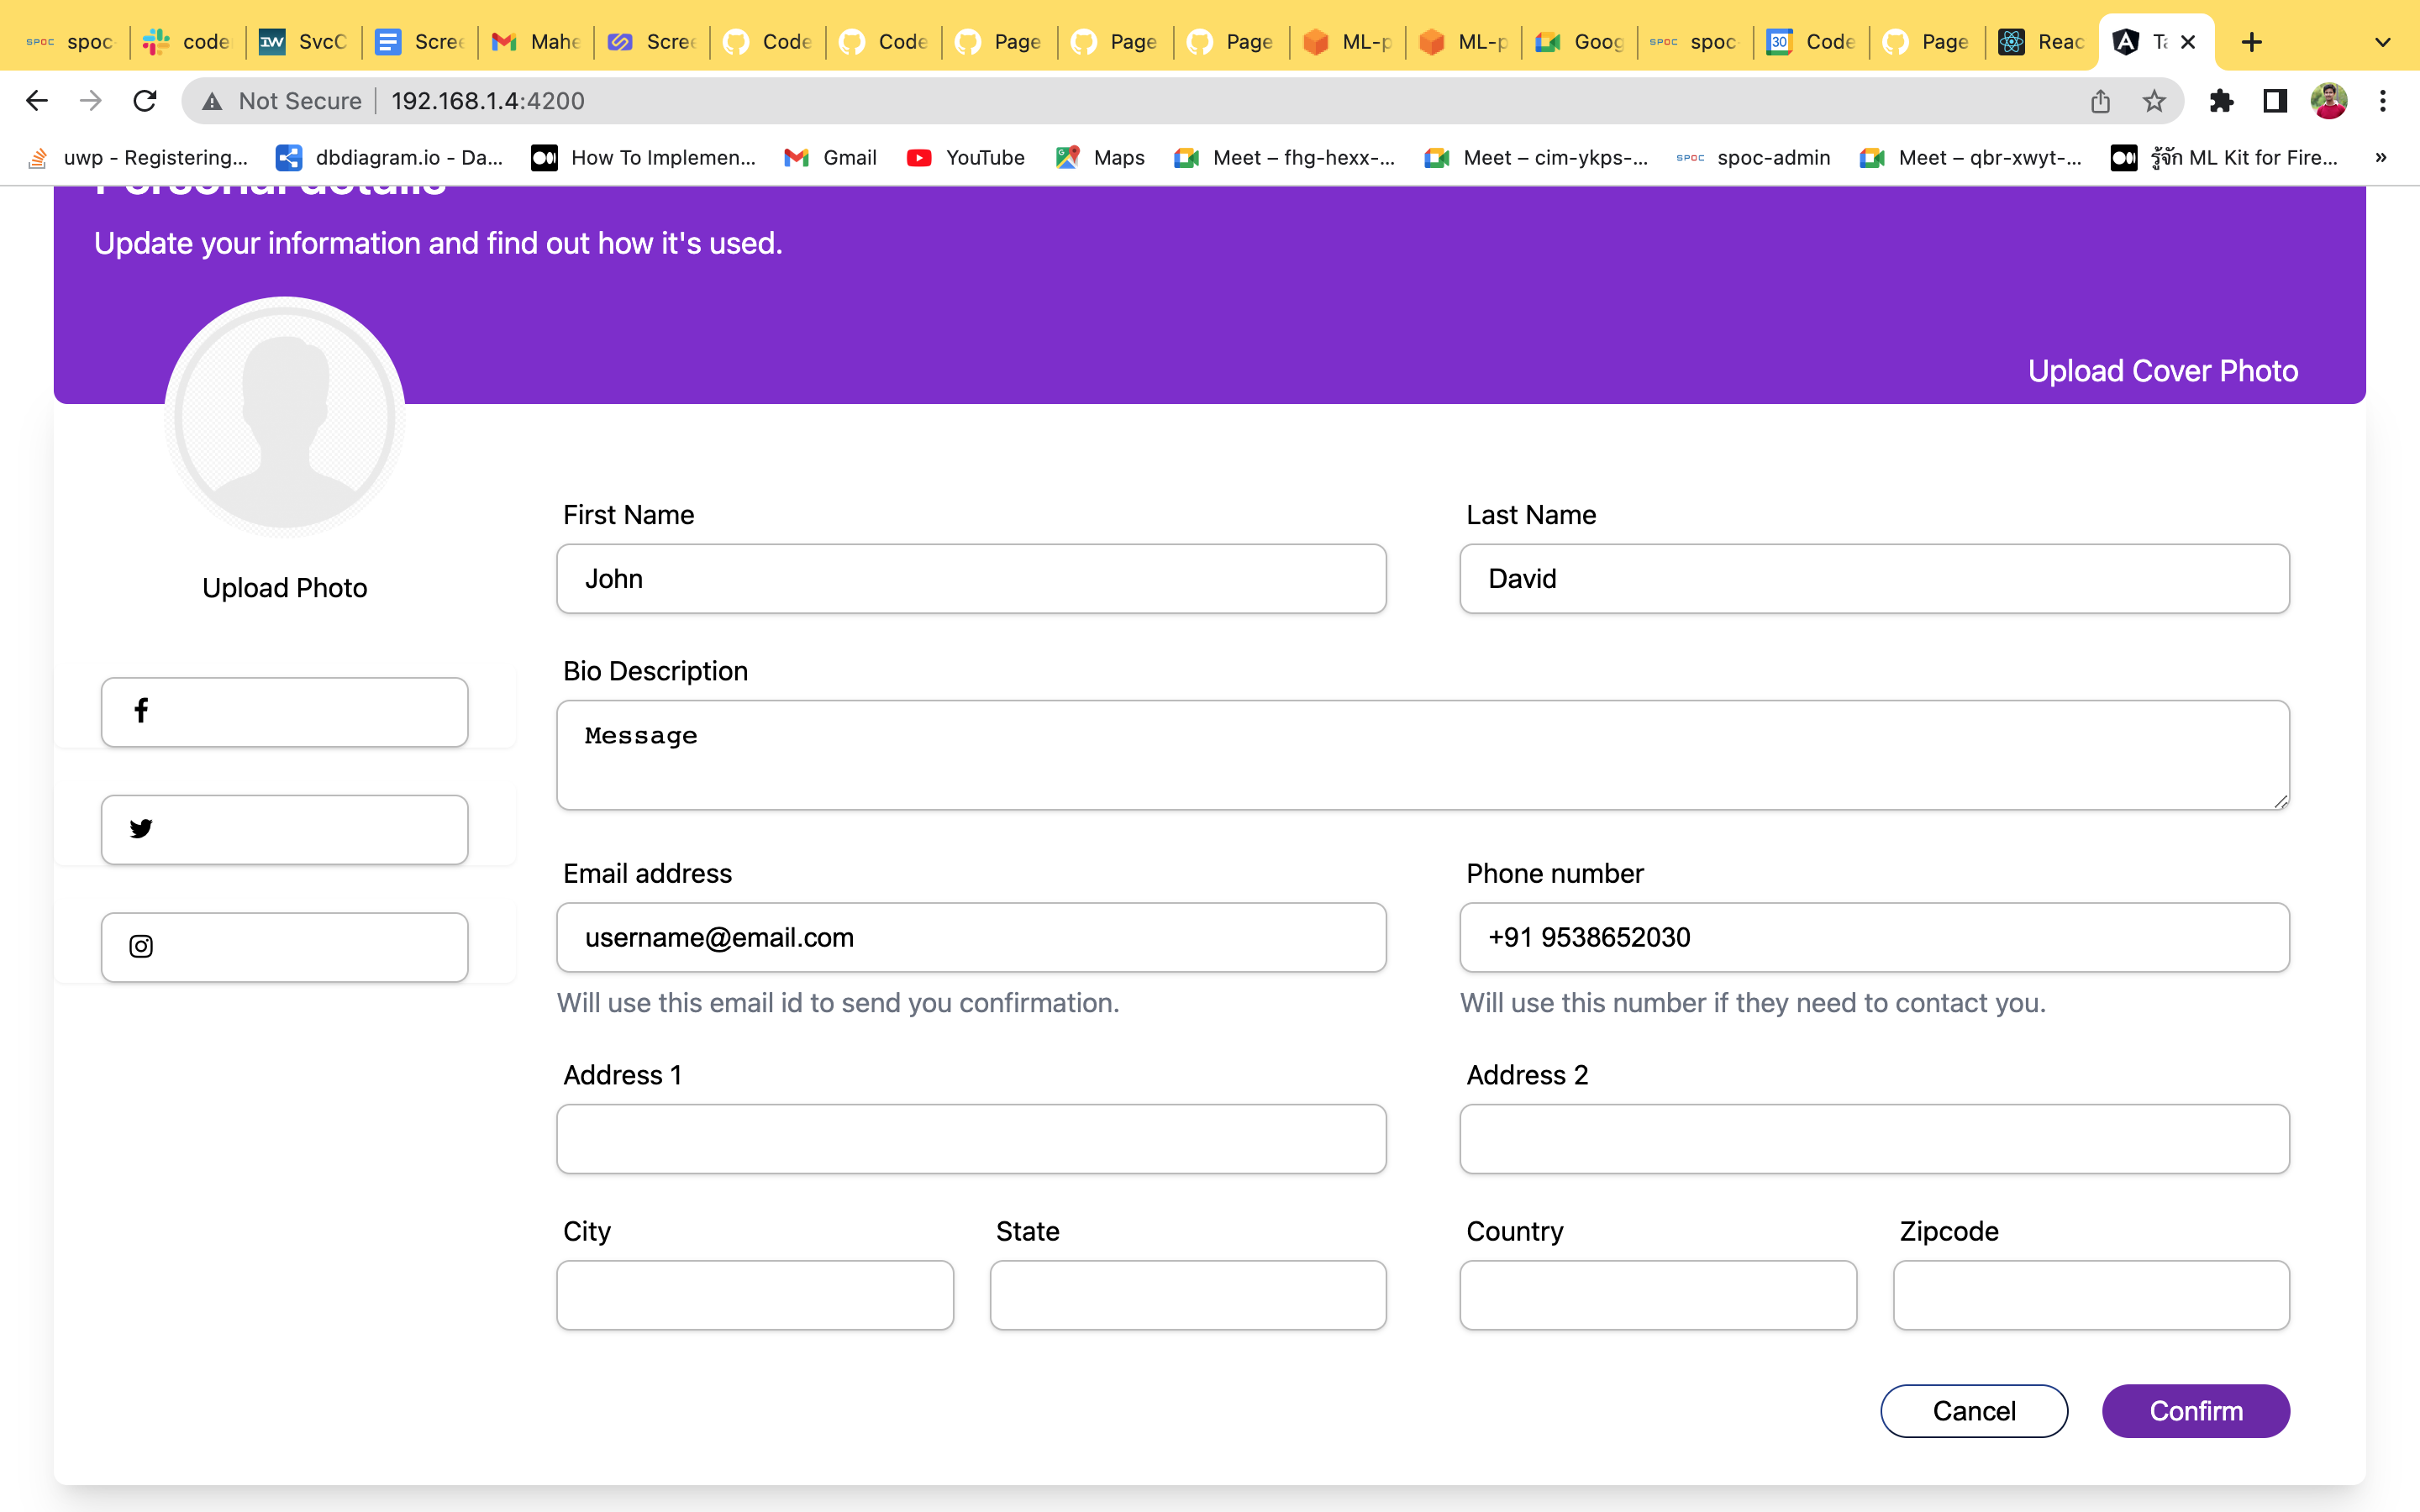 spoc code SvcC Scree Mahe Scree Code Code Page Page Page ML-p ML-p Goog spoc Code Page Reac Ta
Not Secure 192.168.1.4:4200
uwp - Registering... dbdiagram.io - Da... How To Implemen... Gmail YouTube Maps Meet – fhg-hexx-... Meet – cim-ykps-... spoc-admin Meet – qbr-xwyt-... รู้จัก ML Kit for Fire... »
Personal details
Update your information and find out how it's used.
Upload Cover Photo
Upload Photo
First Name
John
Last Name
David
Bio Description
Message
Email address
username@email.com
Will use this email id to send you confirmation.
Phone number
+91 9538652030
Will use this number if they need to contact you.
Address 1
Address 2
City
State
Country
Zipcode
Cancel
Confirm